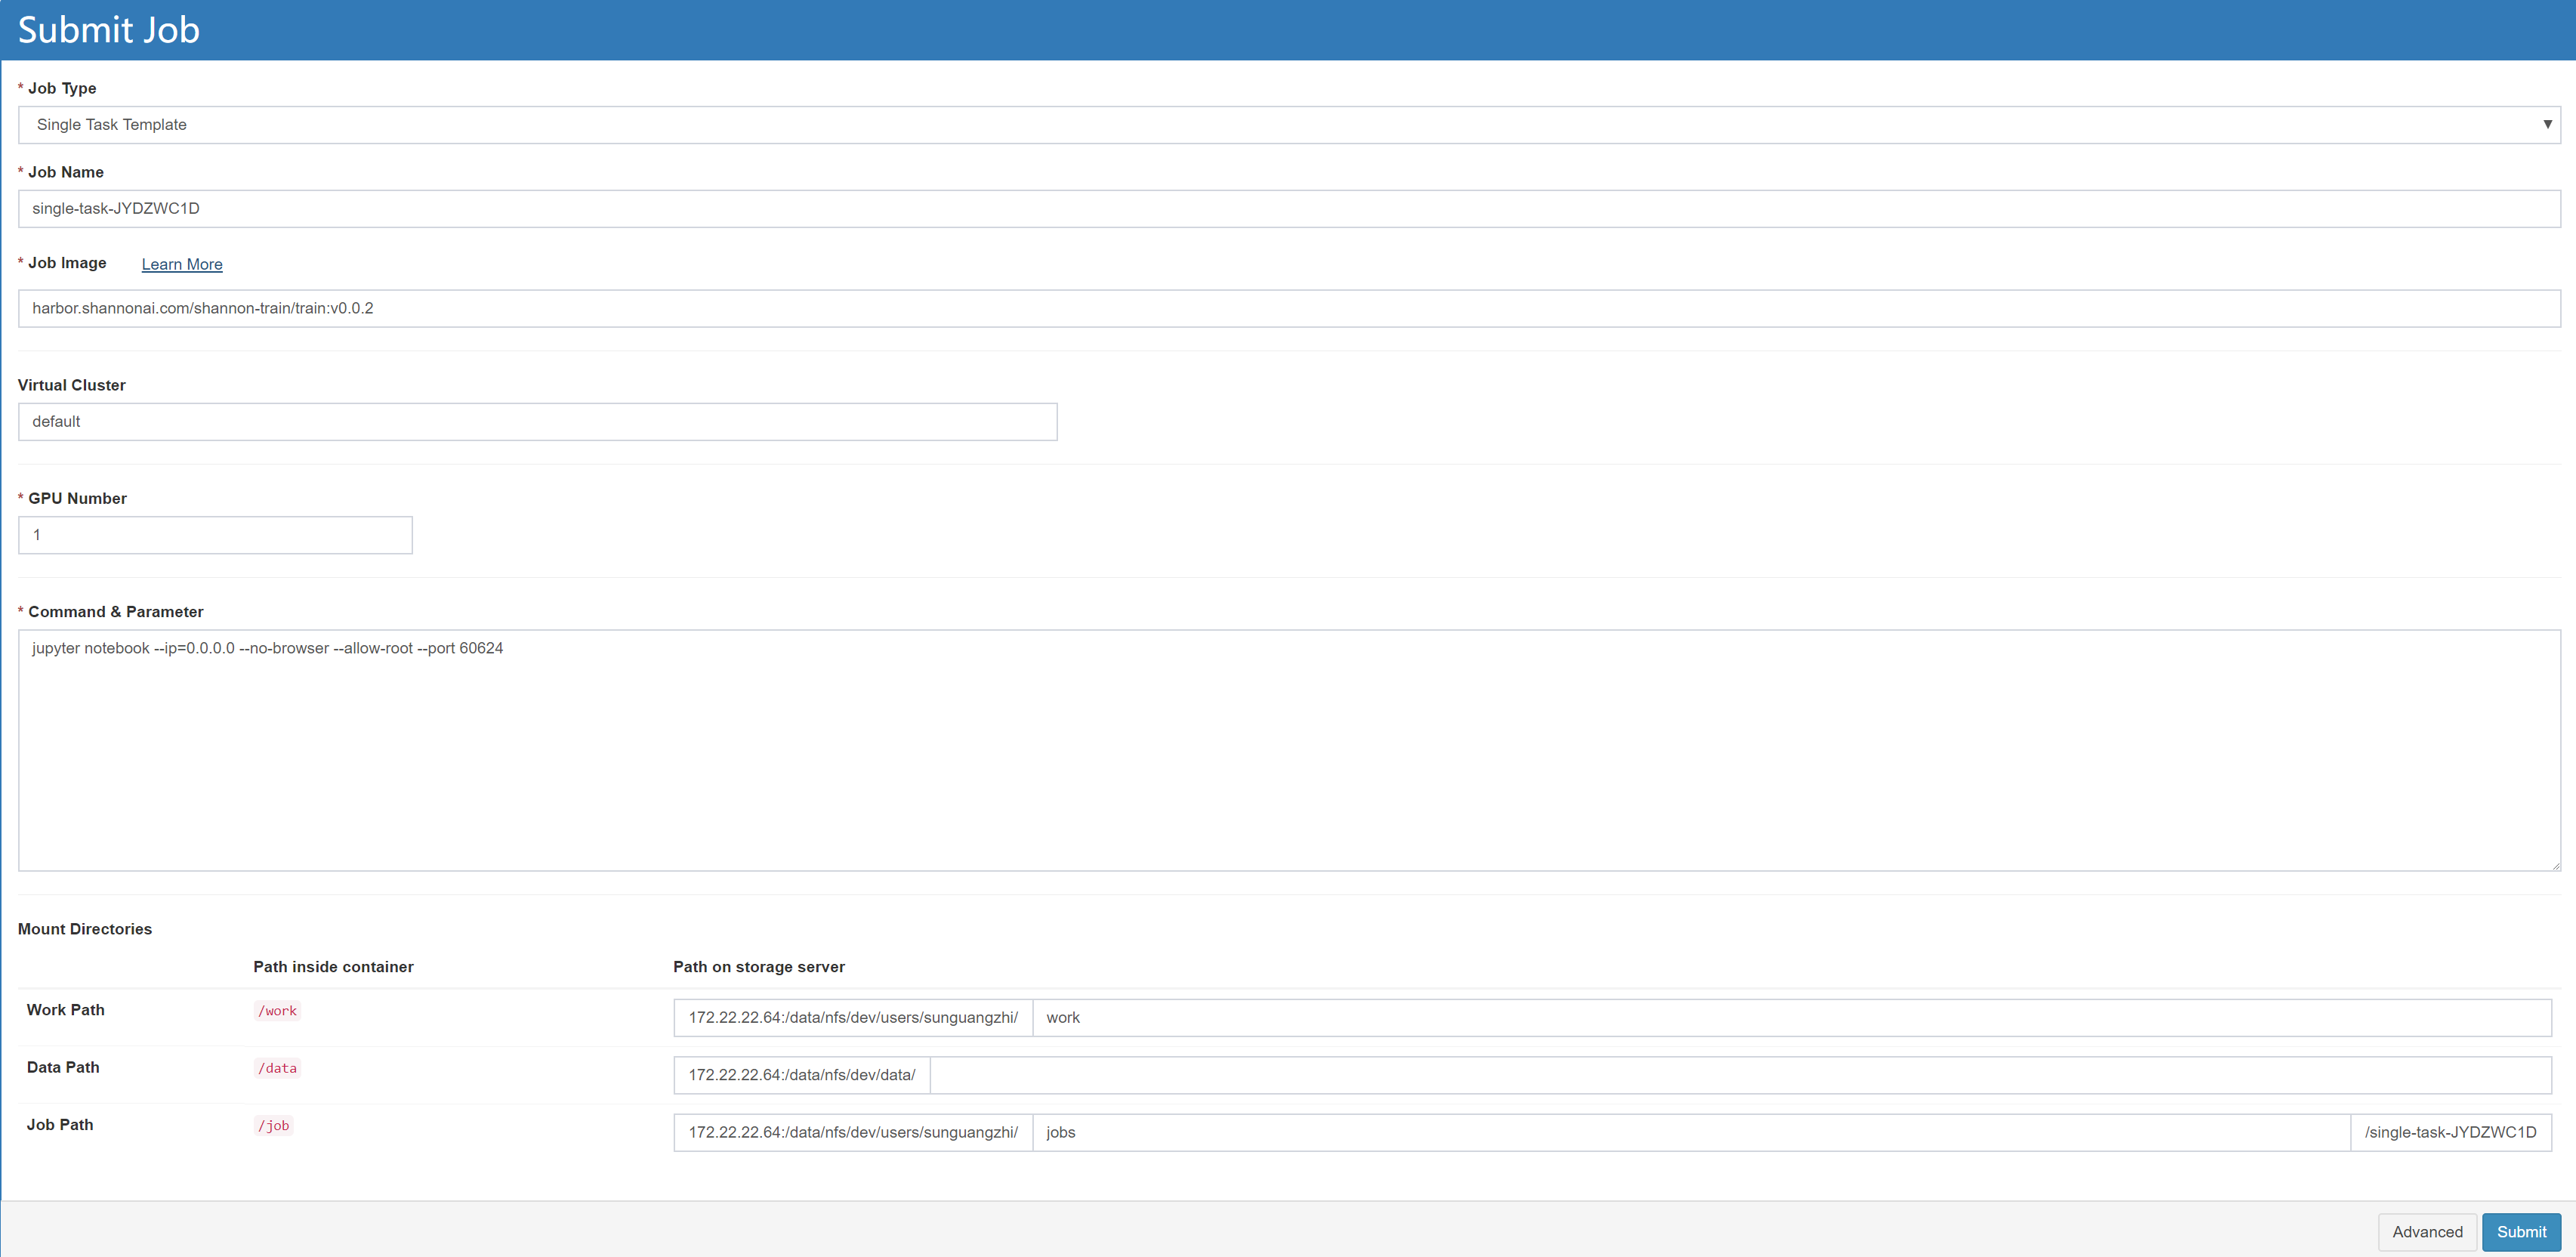 Submit Job
* Job Type
Single Task Template
* Job Name
single-task-JYDZWC1D
* Job Image Learn More
harbor.shannonai.com/shannon-train/train:v0.0.2
Virtual Cluster
default
* GPU Number
1
* Command & Parameter
jupyter notebook --ip=0.0.0.0 --no-browser --allow-root --port 60624
Mount Directories
Path inside container Path on storage server
Work Path /work 172.22.22.64:/data/nfs/dev/users/sunguangzhi/ work
Data Path /data 172.22.22.64:/data/nfs/dev/data/
Job Path /job 172.22.22.64:/data/nfs/dev/users/sunguangzhi/ jobs /single-task-JYDZWC1D
Advanced Submit